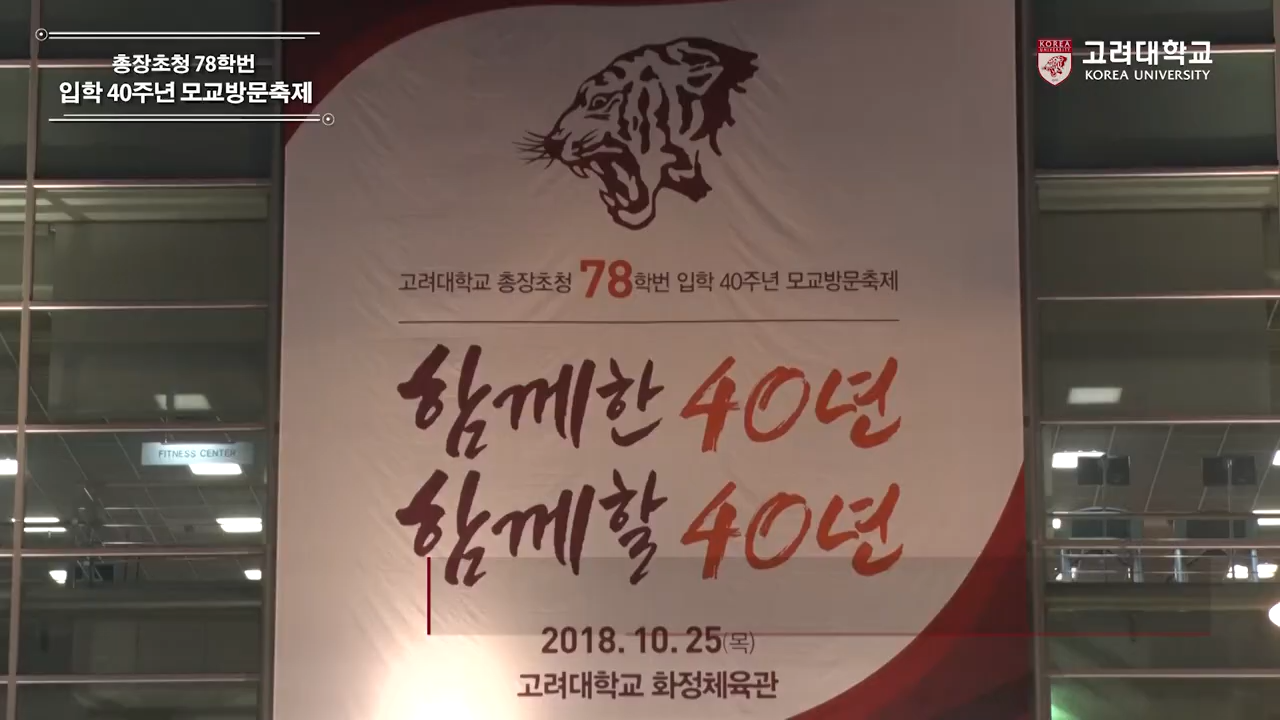 총장초청 78학번
입학 40주년 모교방문축제
KOREA
UNIVERSITY
고려대학교
KOREA UNIVERSITY
고려대학교 총장초청 78학번 입학 40주년 모교방문축제
함께한 40년
함께할 40년
FITNESS CENTER
2018. 10. 25(목)
고려대학교 화정체육관